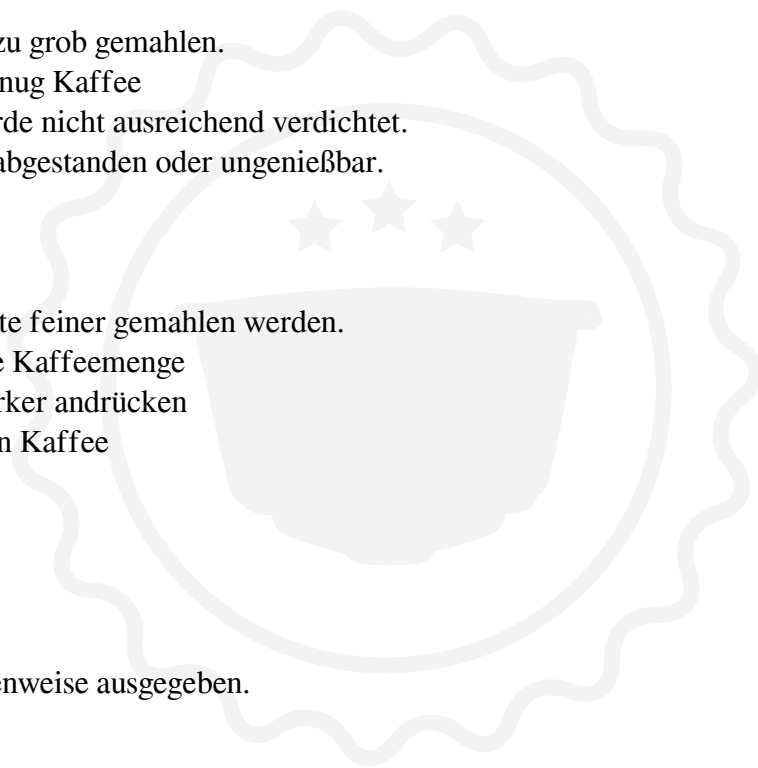 zu grob gemahlen.
nug Kaffee
rde nicht ausreichend verdichtet.
abgestanden oder ungenießbar.
te feiner gemahlen werden.
e Kaffeemenge
rker andrücken
n Kaffee
enweise ausgegeben.